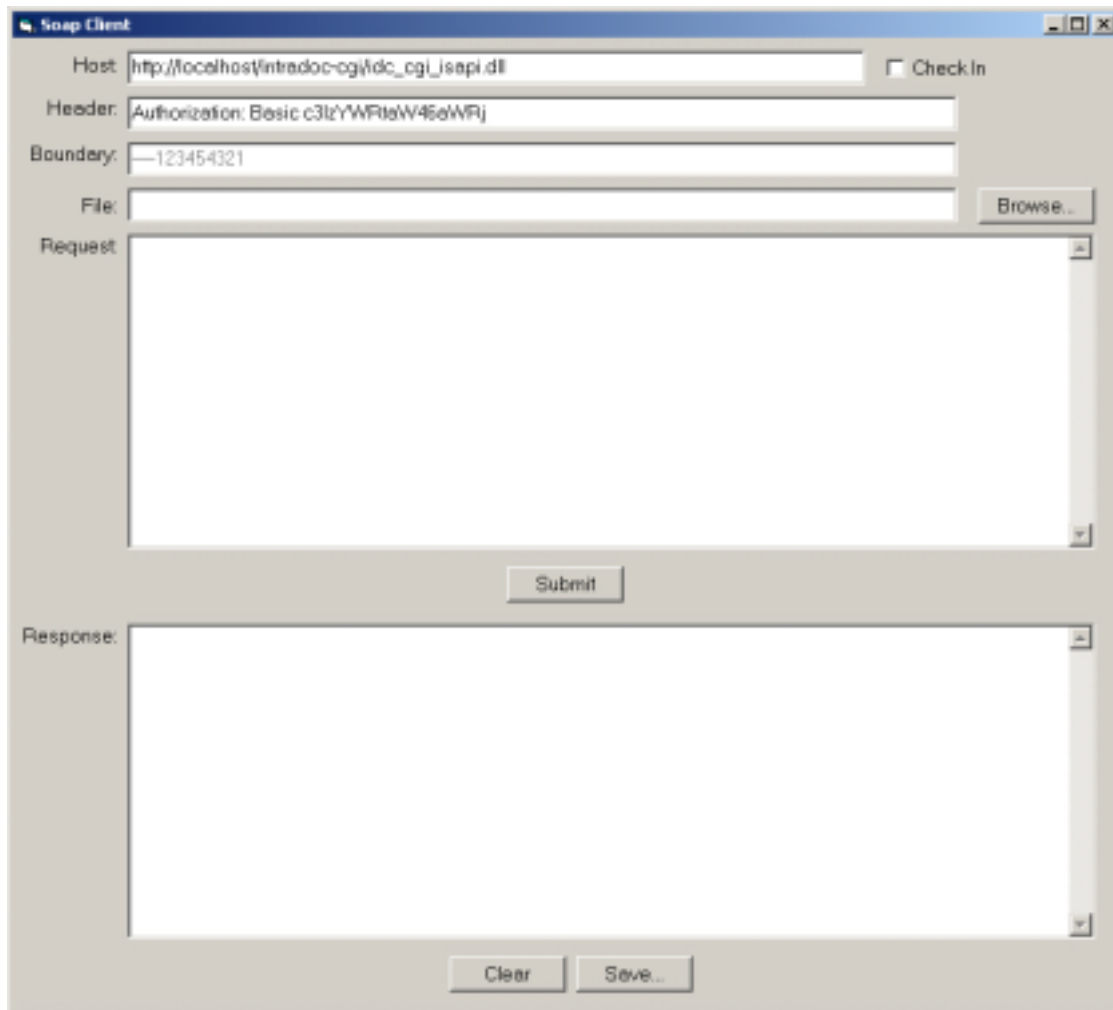 Soap Client
Host: http://localhost/intradoc-cgi/idc_cgi_isapi.dll Check In
Header: Authorization: Basic c3lzYWRtaW46aWRj
Boundary: ----123454321
File: Browse...
Request
Submit
Response:
Clear Save...